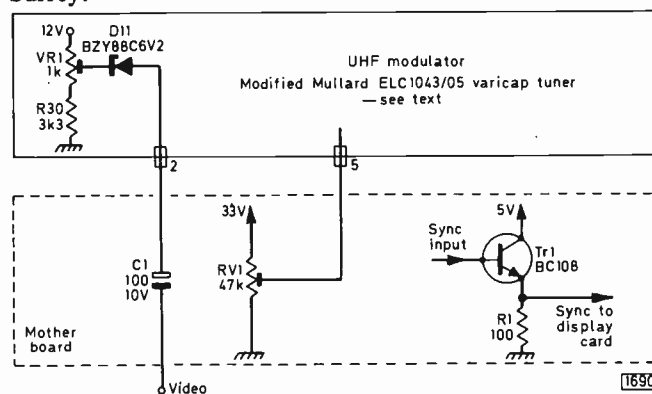 12V
D11
BZY88C6V2
VR1
1k
R30
3k3
UHF modulator
Modified Mullard ELC1043/05 varicap tuner
— see text
2
5
33V
RV1
47k
5V
Sync
input
Tr1
BC108
C1
100
10V
R1
100
Sync to
display
card
Mother
board
Video